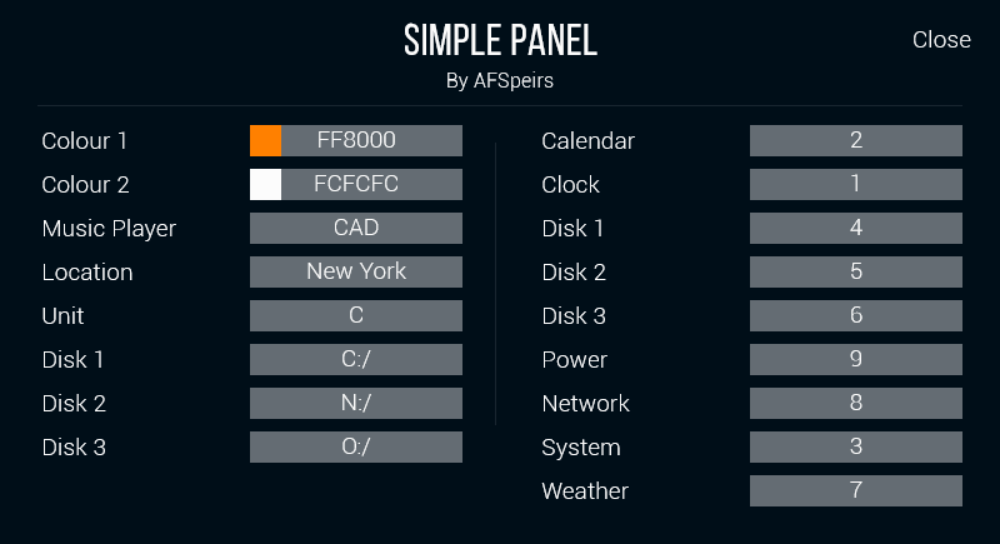 SIMPLE PANEL
Close
By AFSpeirs
Colour 1 FF8000
Colour 2 FCFCFC
Music Player CAD
Location New York
Unit C
Disk 1 C:/
Disk 2 N:/
Disk 3 O:/
Calendar 2
Clock 1
Disk 1 4
Disk 2 5
Disk 3 6
Power 9
Network 8
System 3
Weather 7